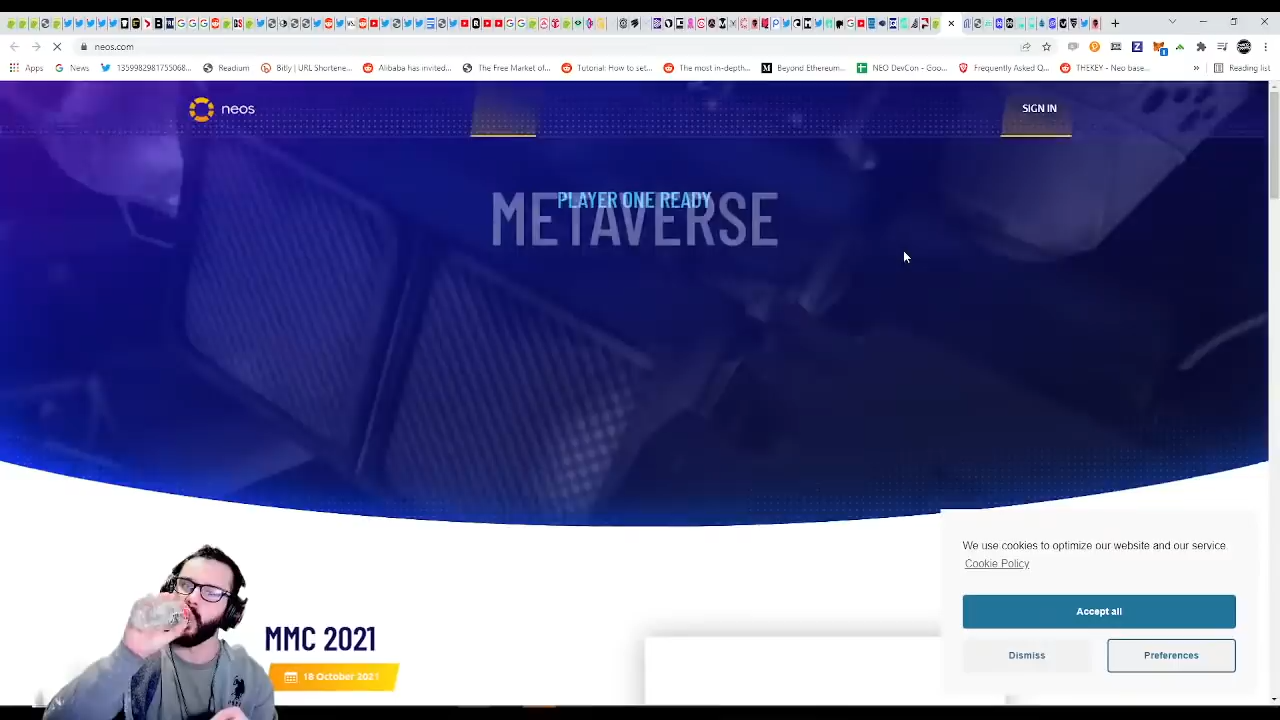 neos.com
Apps
News
1359982981755068...
Readium
Bitly | URL Shortene...
Alibaba has invited...
The Free Market of...
Tutorial: How to set...
The most in-depth...
Beyond Ethereum...
NEO DevCon - Goo...
Frequently Asked Q...
THEKEY - Neo base...
»
Reading list
neos
SIGN IN
PLAYER ONE READY
METAVERSE
We use cookies to optimize our website and our service.
Cookie Policy
Accept all
Dismiss
Preferences
MMC 2021
18 October 2021